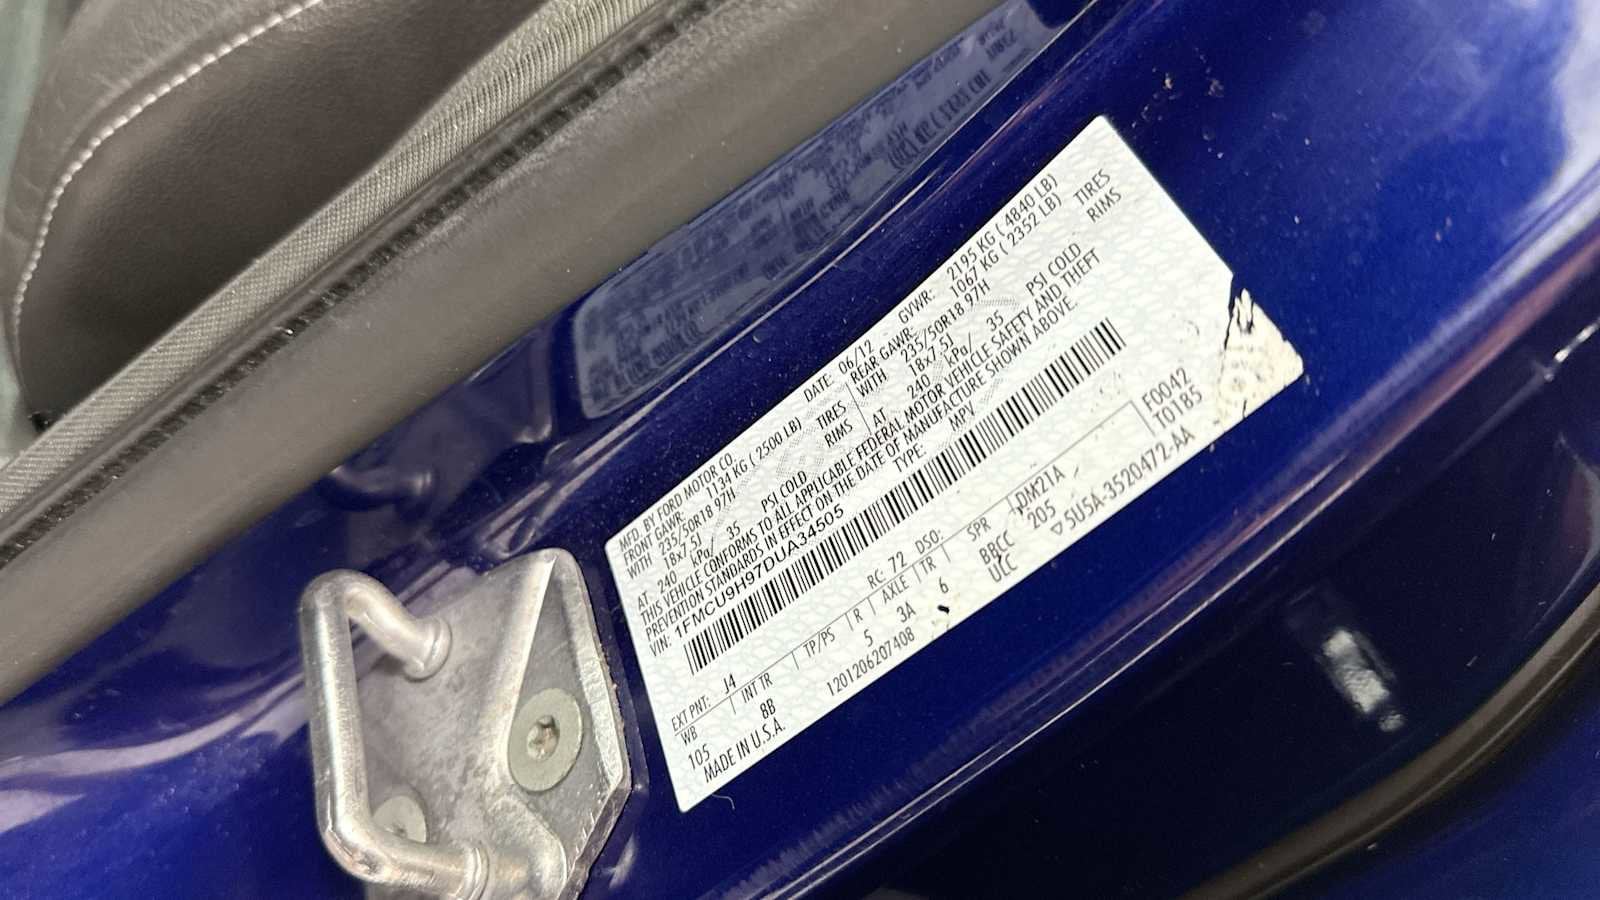 MFD. BY FORD MOTOR CO.
DATE: 06/12 GVWR: 2195 KG ( 4840 LB)
FRONT GAWR: 1134 KG ( 2500 LB) REAR GAWR: 1067 KG ( 2352 LB)
WITH 235/50R18 97H TIRES WITH 235/50R18 97H TIRES
18x7.5J RIMS 18x7.5J RIMS
AT 240 kPa/ 35 PSI COLD AT 240 kPa/ 35 PSI COLD
THIS VEHICLE CONFORMS TO ALL APPLICABLE FEDERAL MOTOR VEHICLE SAFETY AND THEFT
PREVENTION STANDARDS IN EFFECT ON THE DATE OF MANUFACTURE SHOWN ABOVE.
VIN: 1FMCU9H97DUA34505
TYPE: MPV
F0042
T01B5
EXT PNT: J4 RC: 72 DSO:
WB INT TR TP/PS R AXLE TR SPR DM21A
105 8B 5 3A 6 BBCC 205
MADE IN U.S.A. 1201206207408 ULC ▽5U5A-3520472-AA